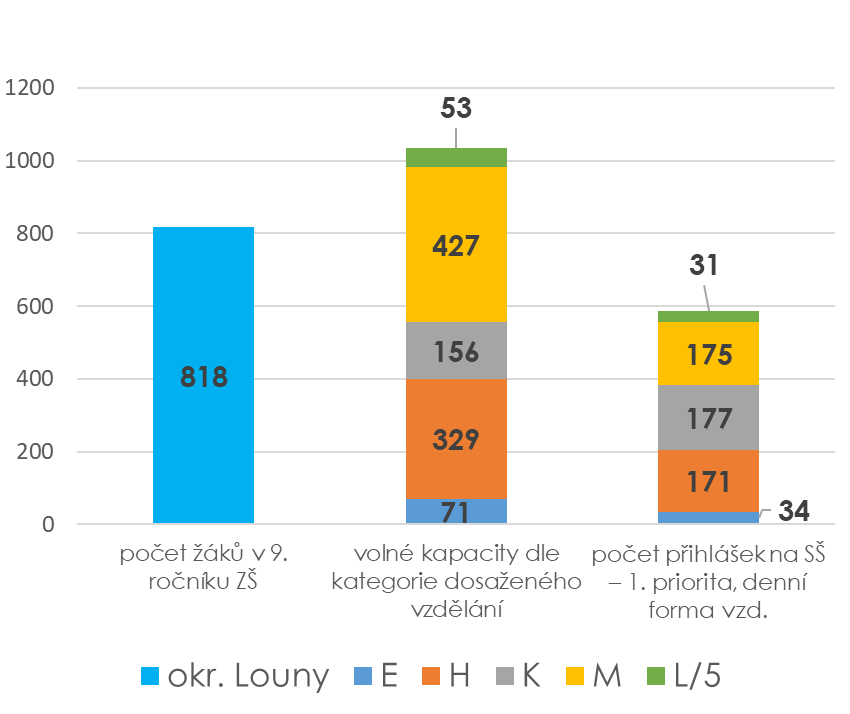 1200
1000
800
600
400
200
0
818
53
427
156
329
71
31
175
177
171
34
počet žáků v 9.
ročníku ZŠ
volné kapacity dle
kategorie dosaženého
vzdělání
počet přihlášek na SŠ
– 1. priorita, denní
forma vzd.
okr. Louny E H K M L/5